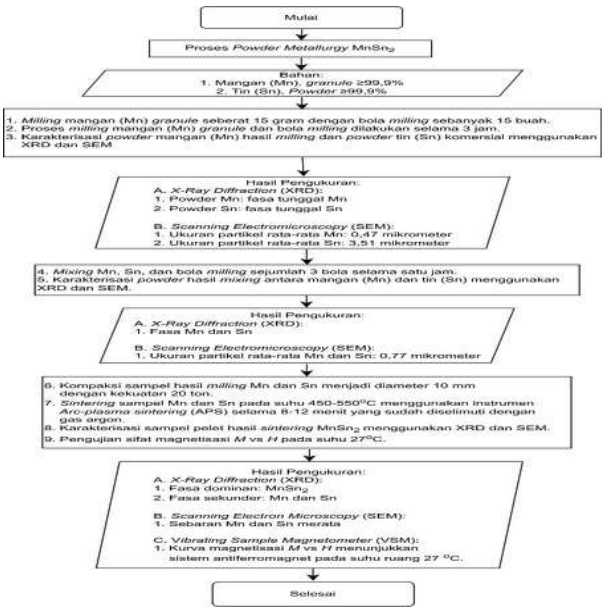 Mulai
Proses Powder Metallurgy MnSn₂
Bahan:
1. Mangan (Mn), granule ≥99,9%
2. Tin (Sn), Powder ≥99,9%
1. Milling mangan (Mn) granule seberat 15 gram dengan bola milling sebanyak 15 buah.
2. Proses milling mangan (Mn) granule dan bola milling dilakukan selama 3 jam.
3. Karakterisasi powder mangan (Mn) hasil milling dan powder tin (Sn) komersial menggunakan
XRD dan SEM
Hasil Pengukuran:
A. X-Ray Diffraction (XRD):
1. Powder Mn: fasa tunggal Mn
2. Powder Sn: fasa tunggal Sn
B. Scanning Electromicroscopy (SEM):
1. Ukuran partikel rata-rata Mn: 0,47 mikrometer
2. Ukuran partikel rata-rata Sn: 3,51 mikrometer
4. Mixing Mn, Sn, dan bola milling sejumlah 3 bola selama satu jam.
5. Karakterisasi powder hasil mixing antara mangan (Mn) dan tin (Sn) menggunakan
XRD dan SEM.
Hasil Pengukuran:
A. X-Ray Diffraction (XRD):
1. Fasa Mn dan Sn
B. Scanning Electromicroscopy (SEM):
1. Ukuran partikel rata-rata Mn dan Sn: 0,77 mikrometer
6. Kompaksi sampel hasil milling Mn dan Sn menjadi diameter 10 mm
dengan kekuatan 20 ton.
7. Sintering sampel Mn dan Sn pada suhu 450-550°C menggunakan instrumen
Arc-plasma sintering (APS) selama 8-12 menit yang sudah diselimuti dengan
gas argon.
8. Karakterisasi sampel pelet hasil sintering MnSn₂ menggunakan XRD dan SEM.
9. Pengujian sifat magnetisasi M vs H pada suhu 27°C.
Hasil Pengukuran:
A. X-Ray Diffraction (XRD):
1. Fasa dominan: MnSn₂
2. Fasa sekunder: Mn dan Sn
B. Scanning Electron Microscopy (SEM):
1. Sebaran Mn dan Sn merata
C. Vibrating Sample Magnetometer (VSM):
1. Kurva magnetisasi M vs H menunjukkan
sistem antiferromagnet pada suhu ruang 27 °C.
Selesai